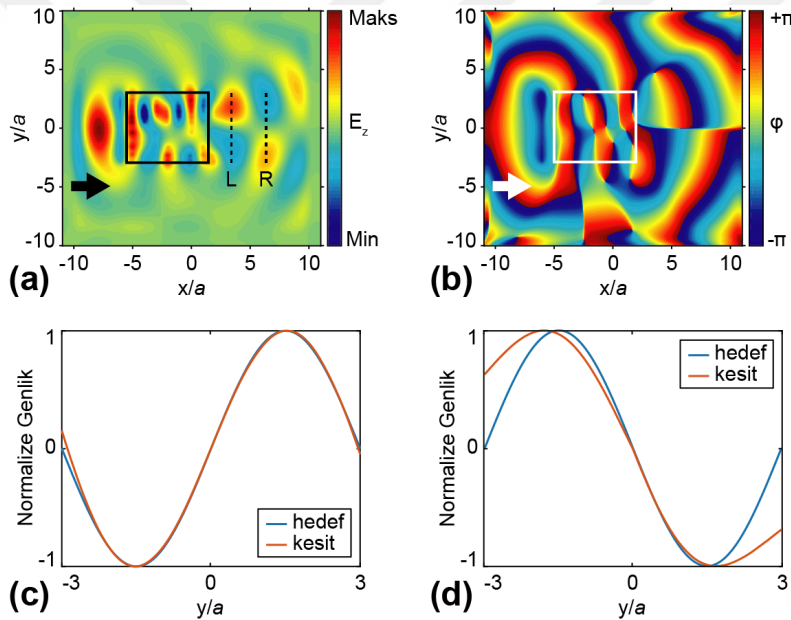 10
5
0
-5
-10
y/a
-10 -5 0 5 10
x/a
L R
Maks
E_z
Min
(a)
10
5
0
-5
-10
y/a
-10 -5 0 5 10
x/a
+π
φ
-π
(b)
1
0
-1
Normalize Genlik
-3 0 3
y/a
hedef
kesit
(c)
1
0
-1
Normalize Genlik
-3 0 3
y/a
hedef
kesit
(d)